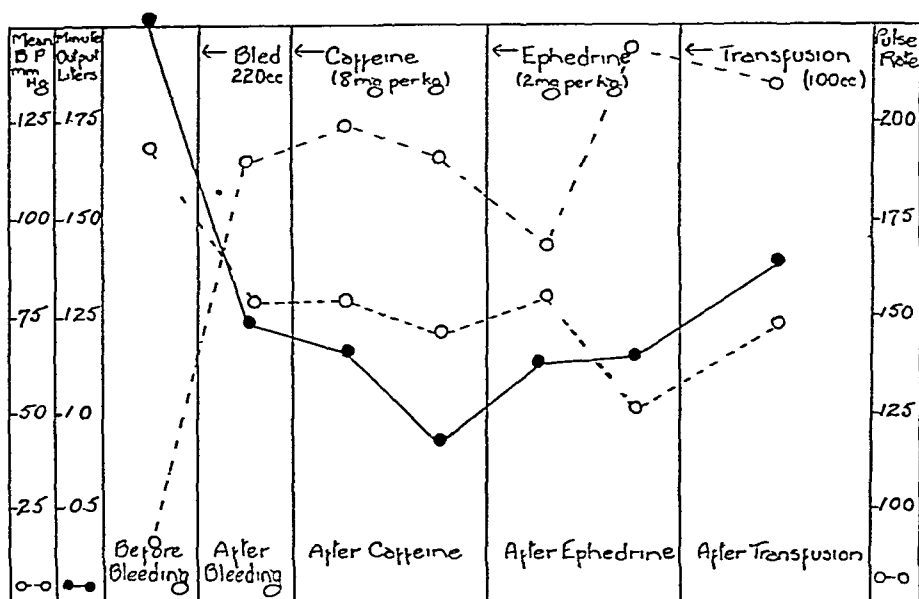 Mean
B P
mm
Hg
Minute
Output
Liters
← Bled
220cc
← Caffeine
(8mg per kg)
← Ephedrine
(2mg per kg)
← Transfusion
(100cc)
Pulse
Rate
125
1.75
200
100
1.50
175
75
1.25
150
50
1.0
125
25
0.5
100
Before
Bleeding
After
Bleeding
After Caffeine
After Ephedrine
After Transfusion